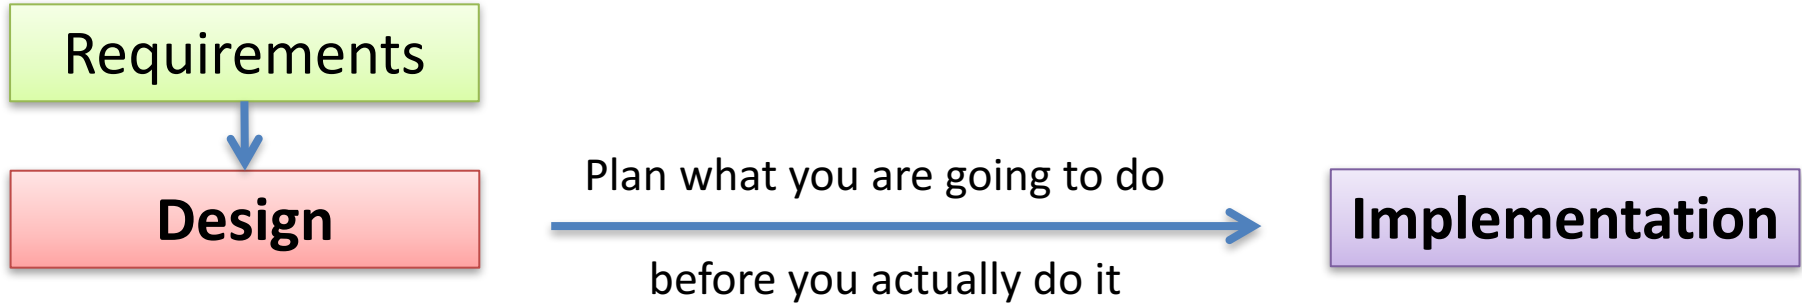 Requirements
Design
Plan what you are going to do
before you actually do it
Implementation